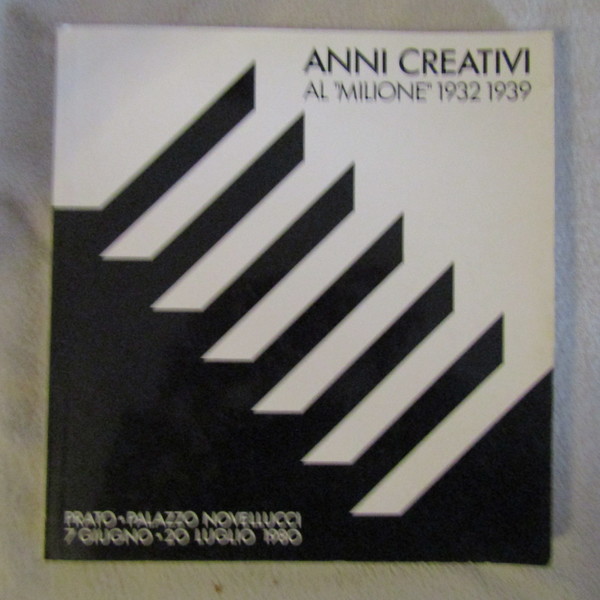 ANNI CREATIVI
AL "MILIONE" 1932 1939
PRATO • PALAZZO NOVELLUCCI
7 GIUGNO • 20 LUGLIO 1980